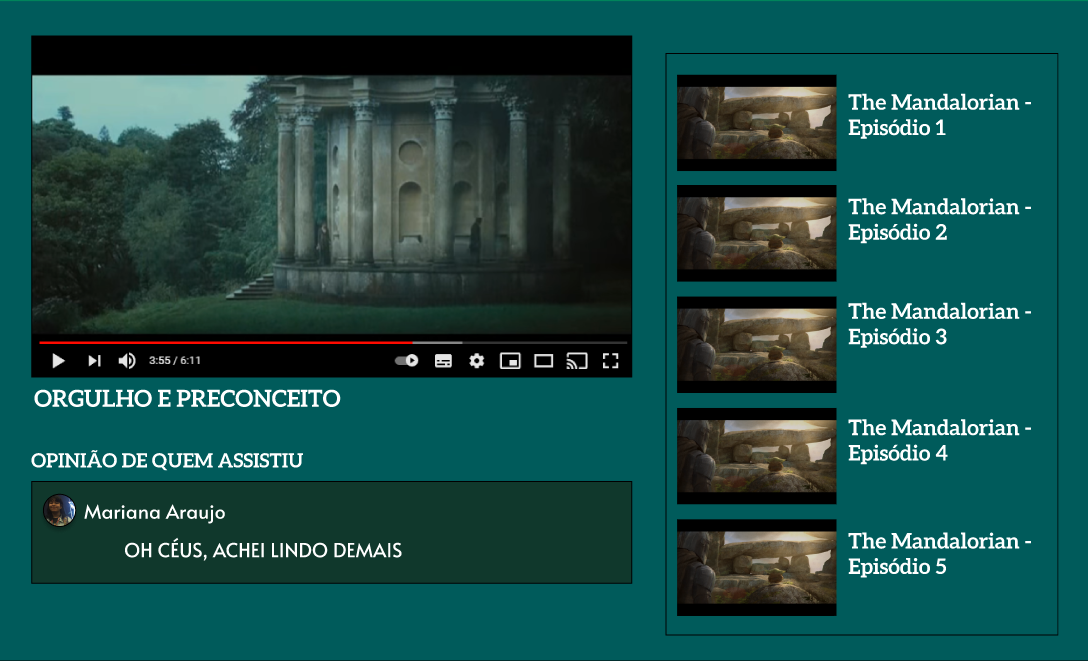 3:55 / 6:11
ORGULHO E PRECONCEITO
OPINIÃO DE QUEM ASSISTIU
Mariana Araujo
OH CÉUS, ACHEI LINDO DEMAIS
The Mandalorian -
Episódio 1
The Mandalorian -
Episódio 2
The Mandalorian -
Episódio 3
The Mandalorian -
Episódio 4
The Mandalorian -
Episódio 5